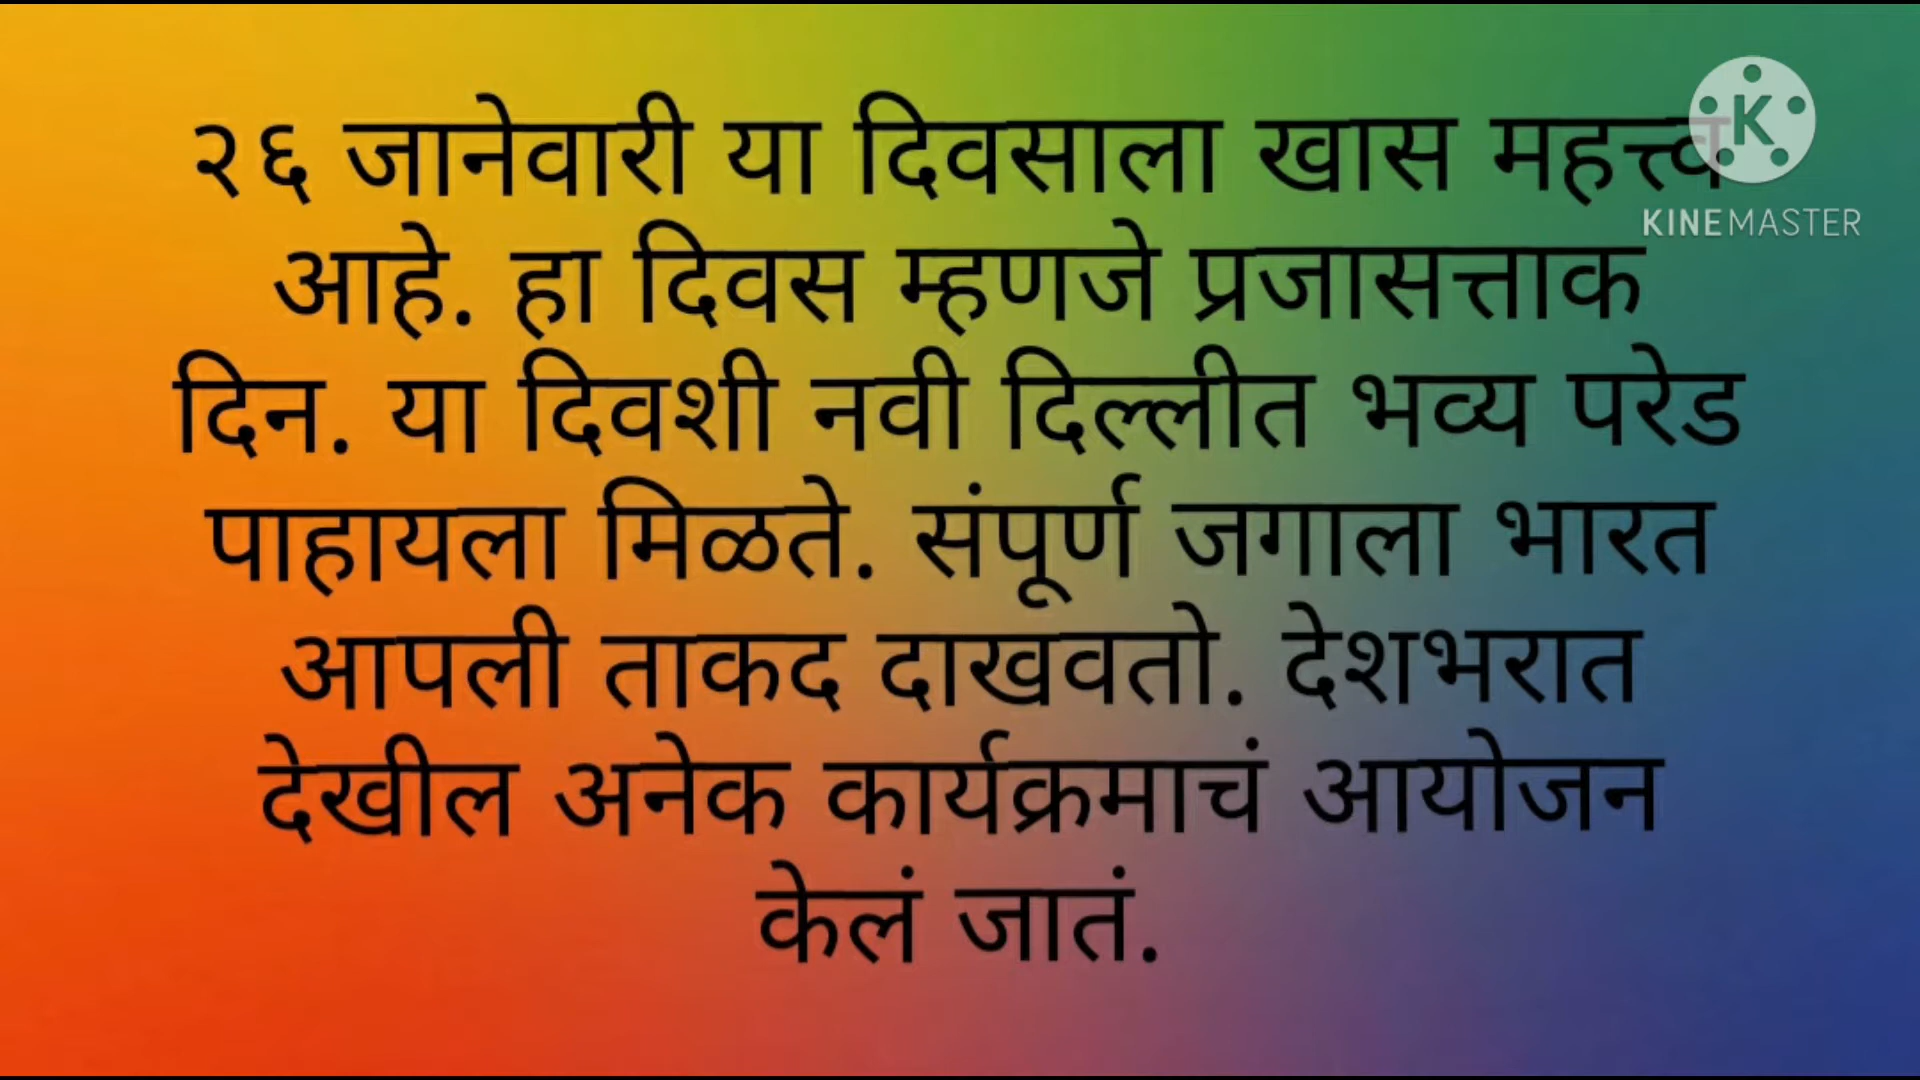 २६ जानेवारी या दिवसाला खास महत्त्व
आहे. हा दिवस म्हणजे प्रजासत्ताक
दिन. या दिवशी नवी दिल्लीत भव्य परेड
पाहायला मिळते. संपूर्ण जगाला भारत
आपली ताकद दाखवतो. देशभरात
देखील अनेक कार्यक्रमाचं आयोजन
केलं जातं.
K
KINEMASTER